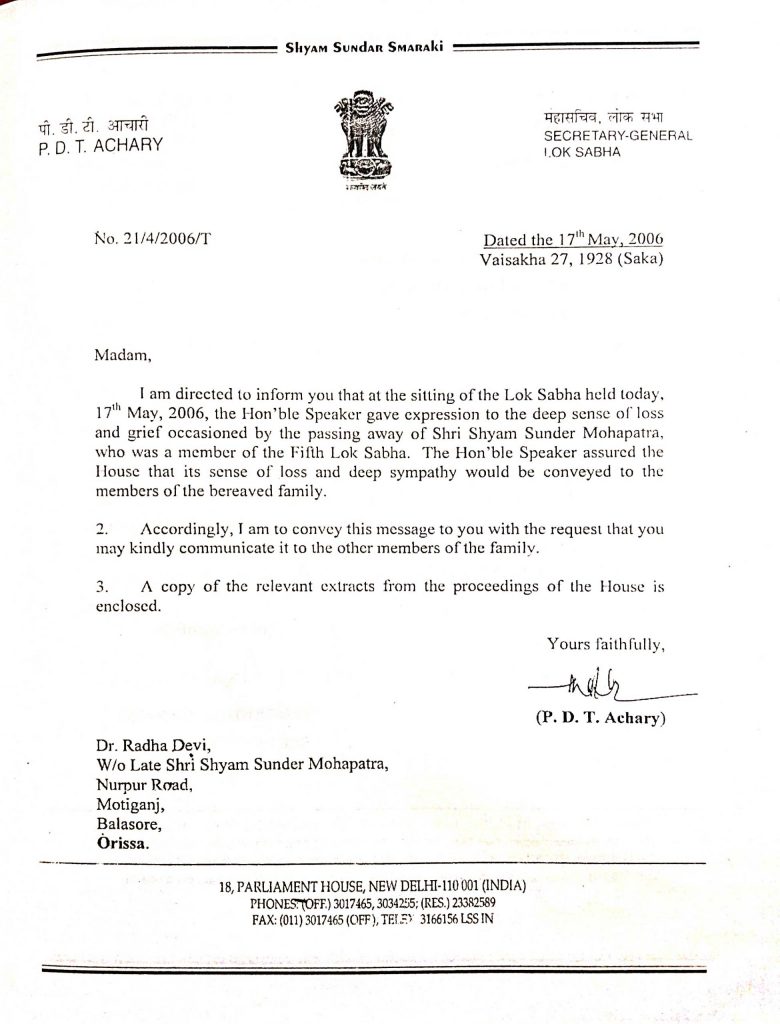 Shyam Sundar Smaraki
पी. डी. टी. आचारी
P. D. T. ACHARY
सत्यमेव जयते
महासचिव, लोक सभा
SECRETARY-GENERAL
LOK SABHA
No. 21/4/2006/T
Dated the 17th May, 2006
Vaisakha 27, 1928 (Saka)
Madam,
I am directed to inform you that at the sitting of the Lok Sabha held today,
17th May, 2006, the Hon'ble Speaker gave expression to the deep sense of loss
and grief occasioned by the passing away of Shri Shyam Sunder Mohapatra,
who was a member of the Fifth Lok Sabha. The Hon'ble Speaker assured the
House that its sense of loss and deep sympathy would be conveyed to the
members of the bereaved family.
2. Accordingly, I am to convey this message to you with the request that you
may kindly communicate it to the other members of the family.
3. A copy of the relevant extracts from the proceedings of the House is
enclosed.
Yours faithfully,
(P. D. T. Achary)
Dr. Radha Devi,
W/o Late Shri Shyam Sunder Mohapatra,
Nurpur Road,
Motiganj,
Balasore,
Orissa.
18, PARLIAMENT HOUSE, NEW DELHI-110 001 (INDIA)
PHONES: (OFF.) 3017465, 3034255; (RES.) 23382589
FAX: (011) 3017465 (OFF), TELEX 3166156 LSS IN